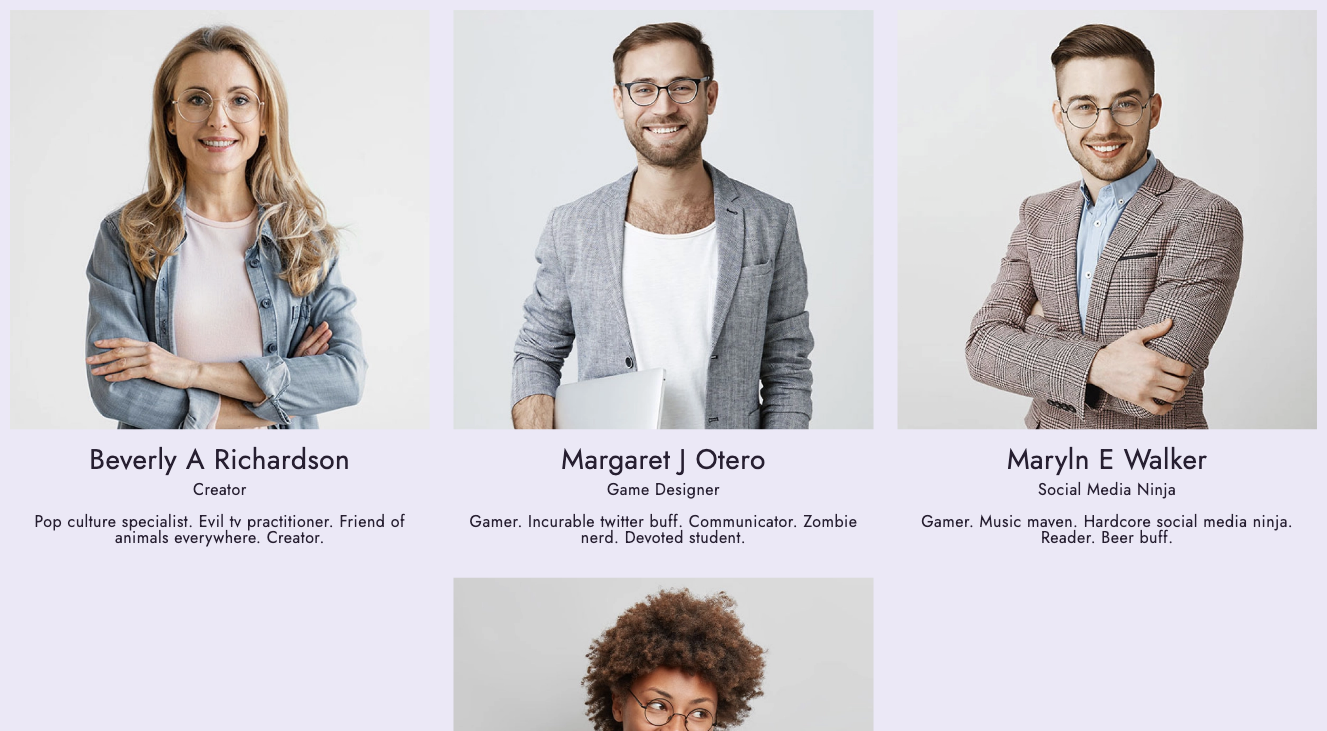 Beverly A Richardson
Creator
Pop culture specialist. Evil tv practitioner. Friend of
animals everywhere. Creator.
Margaret J Otero
Game Designer
Gamer. Incurable twitter buff. Communicator. Zombie
nerd. Devoted student.
Maryln E Walker
Social Media Ninja
Gamer. Music maven. Hardcore social media ninja.
Reader. Beer buff.